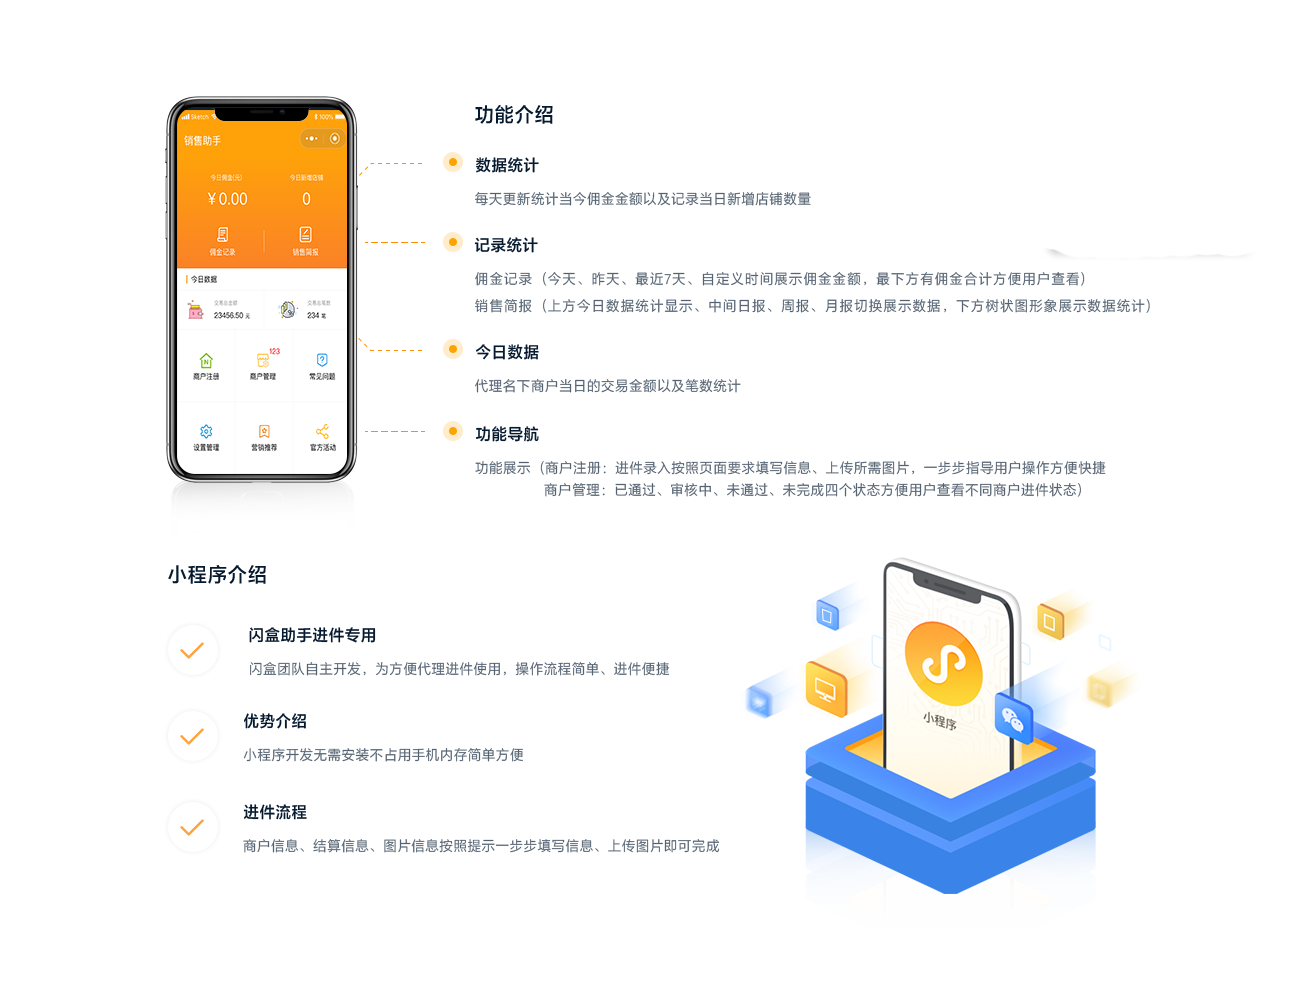 功能介绍
Sketch
100%
销售助手
今日佣金(元)
今日新增店铺
¥0.00
0
佣金记录
销售简报
今日数据
交易总金额
23456.50 元
交易总笔数
234 笔
商户注册
123
商户管理
常见问题
设置管理
营销推荐
官方活动
数据统计
每天更新统计当今佣金金额以及记录当日新增店铺数量
记录统计
佣金记录（今天、昨天、最近7天、自定义时间展示佣金金额，最下方有佣金合计方便用户查看）
销售简报（上方今日数据统计显示、中间日报、周报、月报切换展示数据，下方树状图形象展示数据统计）
今日数据
代理名下商户当日的交易金额以及笔数统计
功能导航
功能展示（商户注册：进件录入按照页面要求填写信息、上传所需图片，一步步指导用户操作方便快捷
商户管理：已通过、审核中、未通过、未完成四个状态方便用户查看不同商户进件状态）
小程序介绍
闪盒助手进件专用
闪盒团队自主开发，为方便代理进件使用，操作流程简单、进件便捷
优势介绍
小程序开发无需安装不占用手机内存简单方便
进件流程
商户信息、结算信息、图片信息按照提示一步步填写信息、上传图片即可完成
小程序